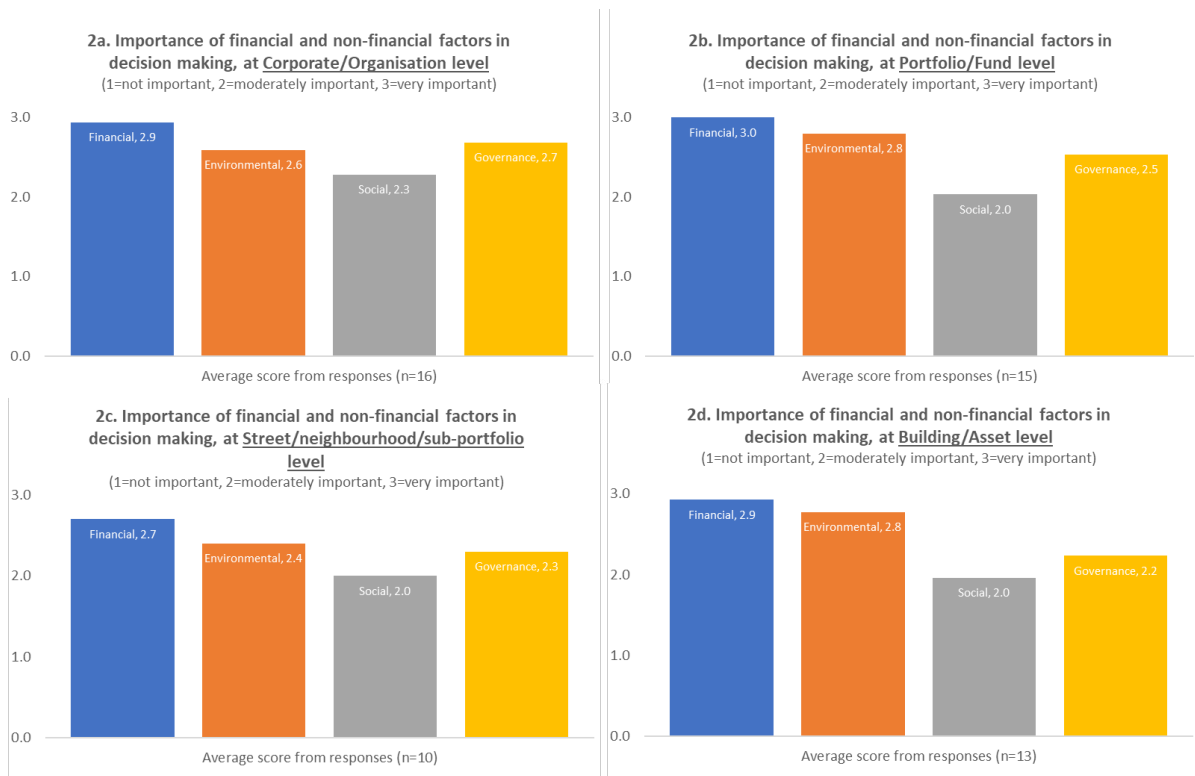 2a. Importance of financial and non-financial factors in
decision making, at Corporate/Organisation level
(1=not important, 2=moderately important, 3=very important)
3.0
2.0
1.0
0.0
Financial, 2.9
Environmental, 2.6
Social, 2.3
Governance, 2.7
Average score from responses (n=16)
2b. Importance of financial and non-financial factors in
decision making, at Portfolio/Fund level
(1=not important, 2=moderately important, 3=very important)
3.0
2.0
1.0
0.0
Financial, 3.0
Environmental, 2.8
Social, 2.0
Governance, 2.5
Average score from responses (n=15)
2c. Importance of financial and non-financial factors in
decision making, at Street/neighbourhood/sub-portfolio
level
(1=not important, 2=moderately important, 3=very important)
3.0
2.0
1.0
0.0
Financial, 2.7
Environmental, 2.4
Social, 2.0
Governance, 2.3
Average score from responses (n=10)
2d. Importance of financial and non-financial factors in
decision making, at Building/Asset level
(1=not important, 2=moderately important, 3=very important)
3.0
2.0
1.0
0.0
Financial, 2.9
Environmental, 2.8
Social, 2.0
Governance, 2.2
Average score from responses (n=13)